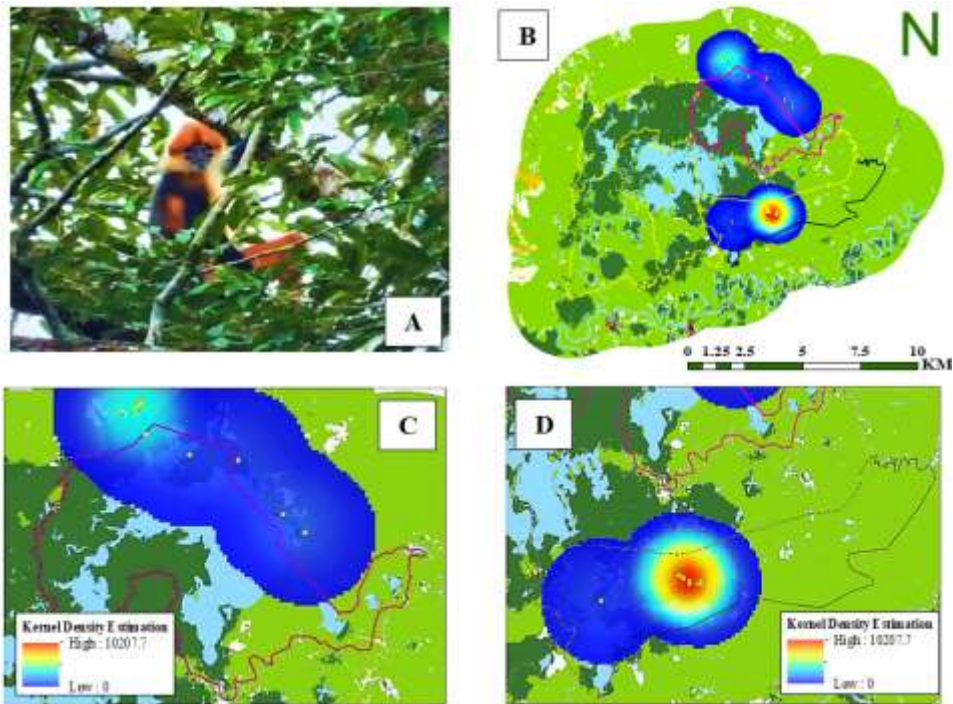 A
B
N
0 1.25 2.5 5 7.5 10
KM
C
Kernel Density Estimation
High : 10207.7
Low : 0
D
Kernel Density Estimation
High : 10207.7
Low : 0